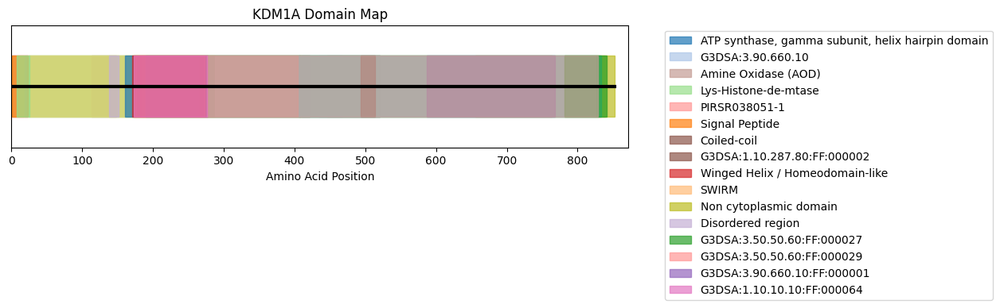 KDM1A Domain Map
0 100 200 300 400 500 600 700 800
Amino Acid Position
ATP synthase, gamma subunit, helix hairpin domain
G3DSA:3.90.660.10
Amine Oxidase (AOD)
Lys-Histone-de-mtase
PIRSR038051-1
Signal Peptide
Coiled-coil
G3DSA:1.10.287.80:FF:000002
Winged Helix / Homeodomain-like
SWIRM
Non cytoplasmic domain
Disordered region
G3DSA:3.50.50.60:FF:000027
G3DSA:3.50.50.60:FF:000029
G3DSA:3.90.660.10:FF:000001
G3DSA:1.10.10.10:FF:000064